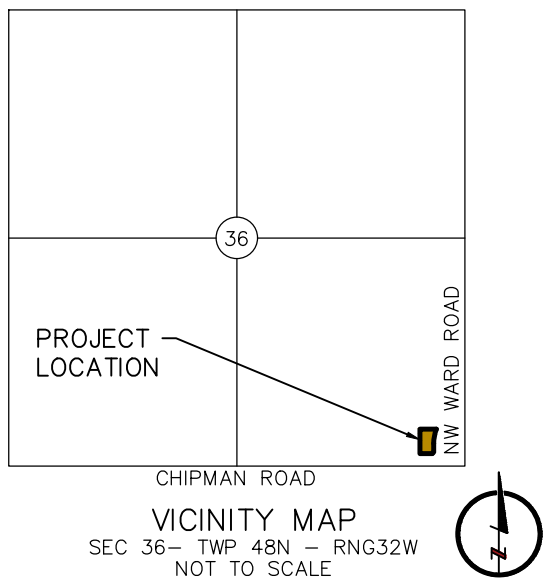 36
PROJECT
LOCATION
NW WARD ROAD
CHIPMAN ROAD
VICINITY MAP
SEC 36- TWP 48N - RNG32W
NOT TO SCALE
N